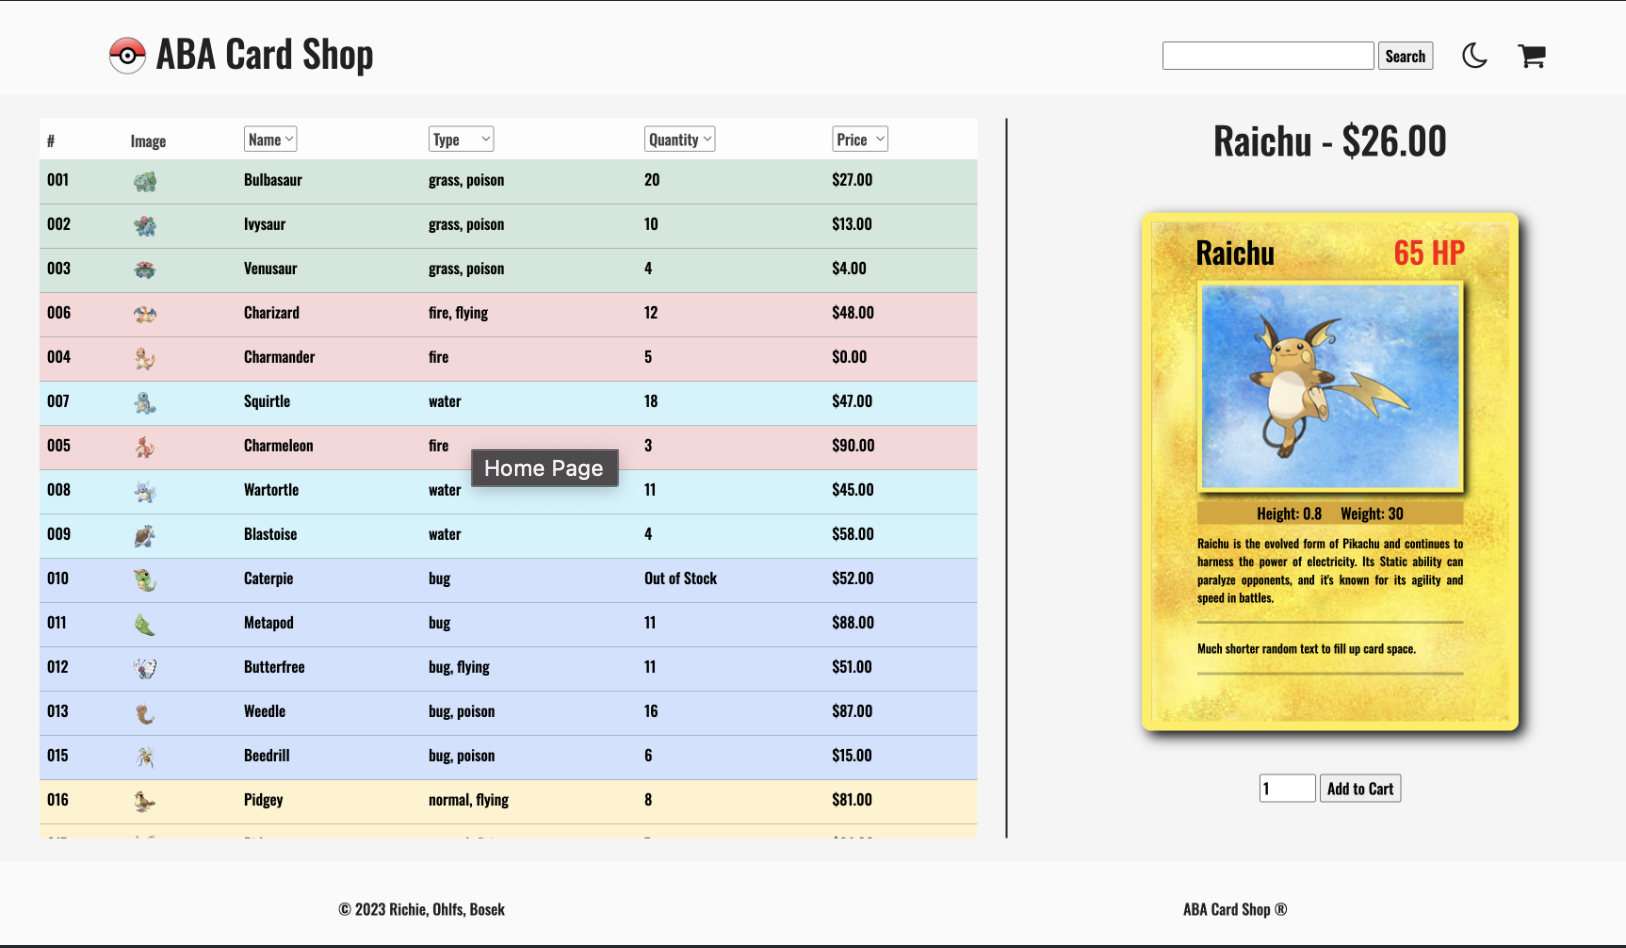 ABA Card Shop
Search
# Image Name Type Quantity Price
001 Bulbasaur grass, poison 20 $27.00
002 Ivysaur grass, poison 10 $13.00
003 Venusaur grass, poison 4 $4.00
006 Charizard fire, flying 12 $48.00
004 Charmander fire 5 $0.00
007 Squirtle water 18 $47.00
005 Charmeleon fire 3 $90.00
Home Page
008 Wartortle water 11 $45.00
009 Blastoise water 4 $58.00
010 Caterpie bug Out of Stock $52.00
011 Metapod bug 11 $88.00
012 Butterfree bug, flying 11 $51.00
013 Weedle bug, poison 16 $87.00
015 Beedrill bug, poison 6 $15.00
016 Pidgey normal, flying 8 $81.00
Raichu - $26.00
Raichu 65 HP
Height: 0.8 Weight: 30
Raichu is the evolved form of Pikachu and continues to
harness the power of electricity. Its Static ability can
paralyze opponents, and it's known for its agility and
speed in battles.
Much shorter random text to fill up card space.
1 Add to Cart
© 2023 Richie, Ohlfs, Bosek
ABA Card Shop ®